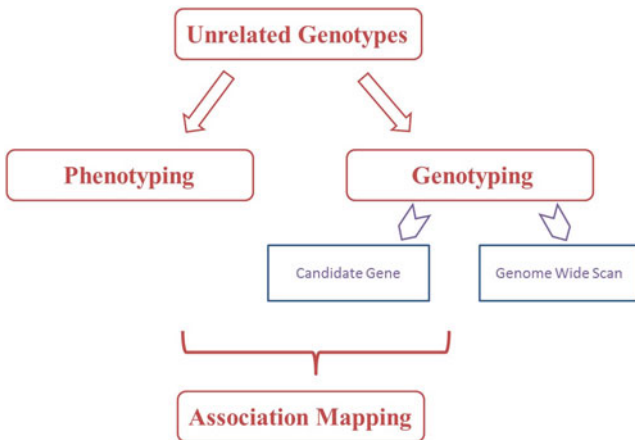 Unrelated Genotypes
Phenotyping
Genotyping
Candidate Gene
Genome Wide Scan
Association Mapping